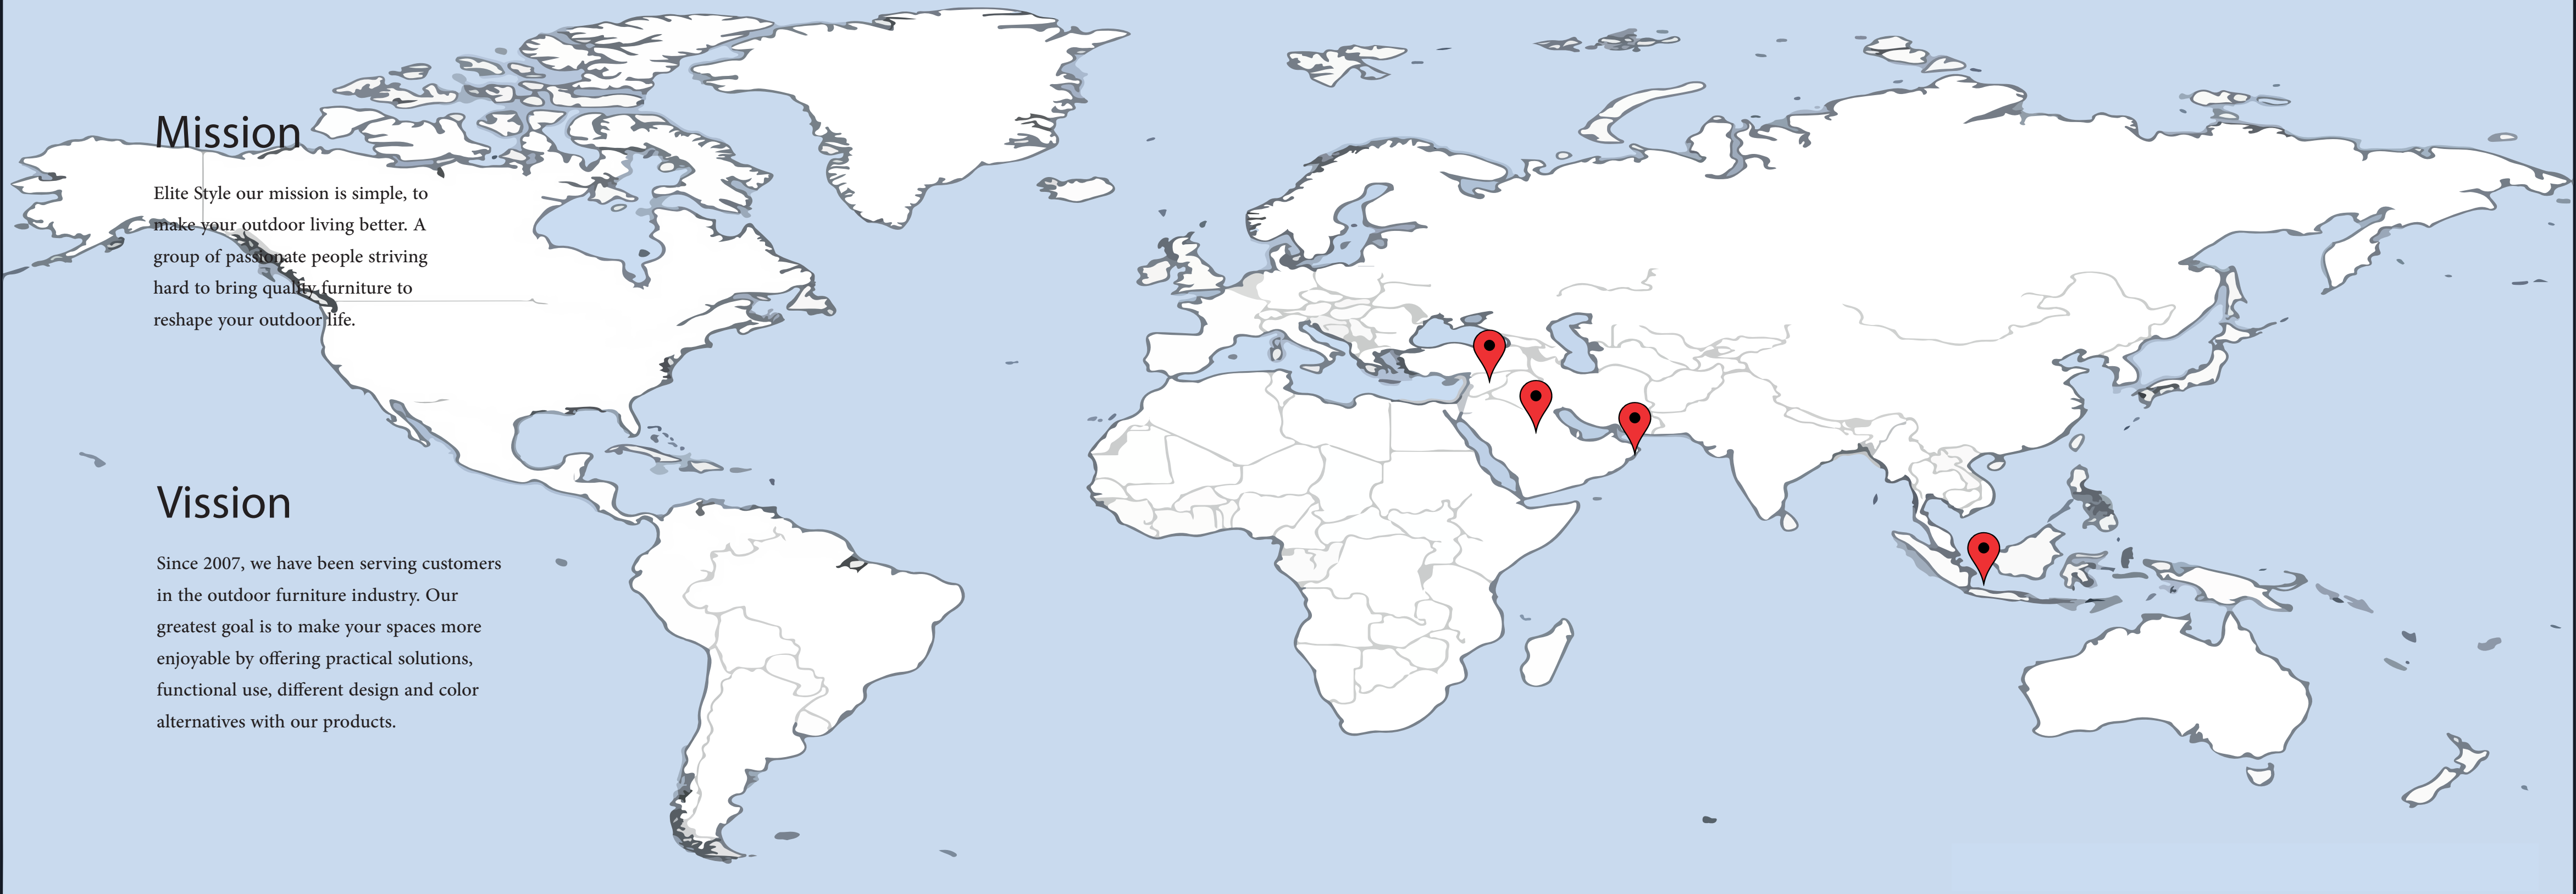 Mission
Elite Style our mission is simple, to
make your outdoor living better. A
group of passionate people striving
hard to bring quality furniture to
reshape your outdoor life.
Vission
Since 2007, we have been serving customers
in the outdoor furniture industry. Our
greatest goal is to make your spaces more
enjoyable by offering practical solutions,
functional use, different design and color
alternatives with our products.